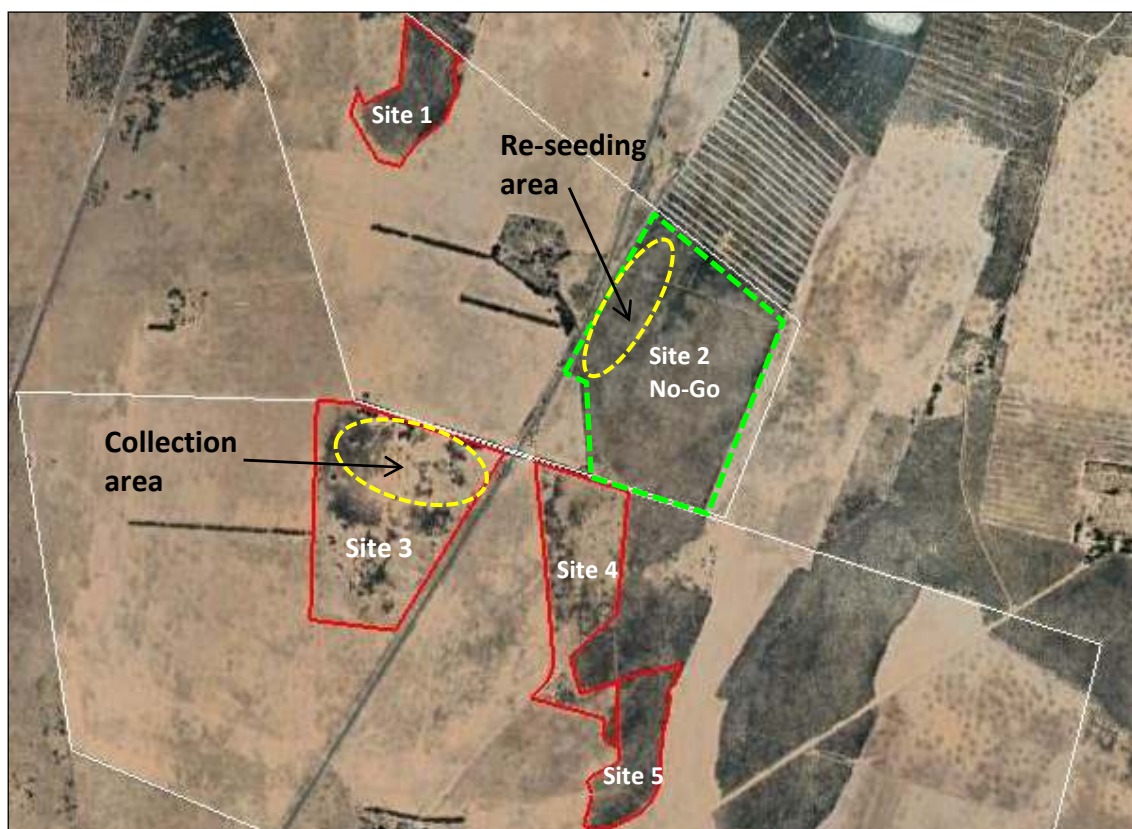 Site 1
Re-seeding
area
Site 2
No-Go
Collection
area
Site 3
Site 4
Site 5